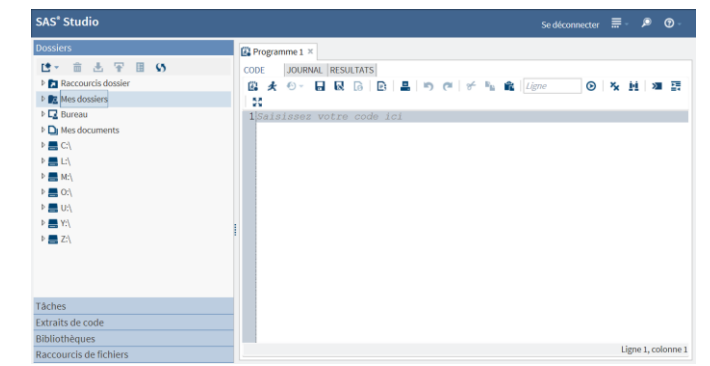 SAS® Studio
Se déconnecter
Dossiers
Raccourcis dossier
Mes dossiers
Bureau
Mes documents
C:\
L:\
M:\
O:\
U:\
Y:\
Z:\
Tâches
Extraits de code
Bibliothèques
Raccourcis de fichiers
Programme 1 ×
CODE JOURNAL RESULTATS
Ligne
1 Saisissez votre code ici
Ligne 1, colonne 1